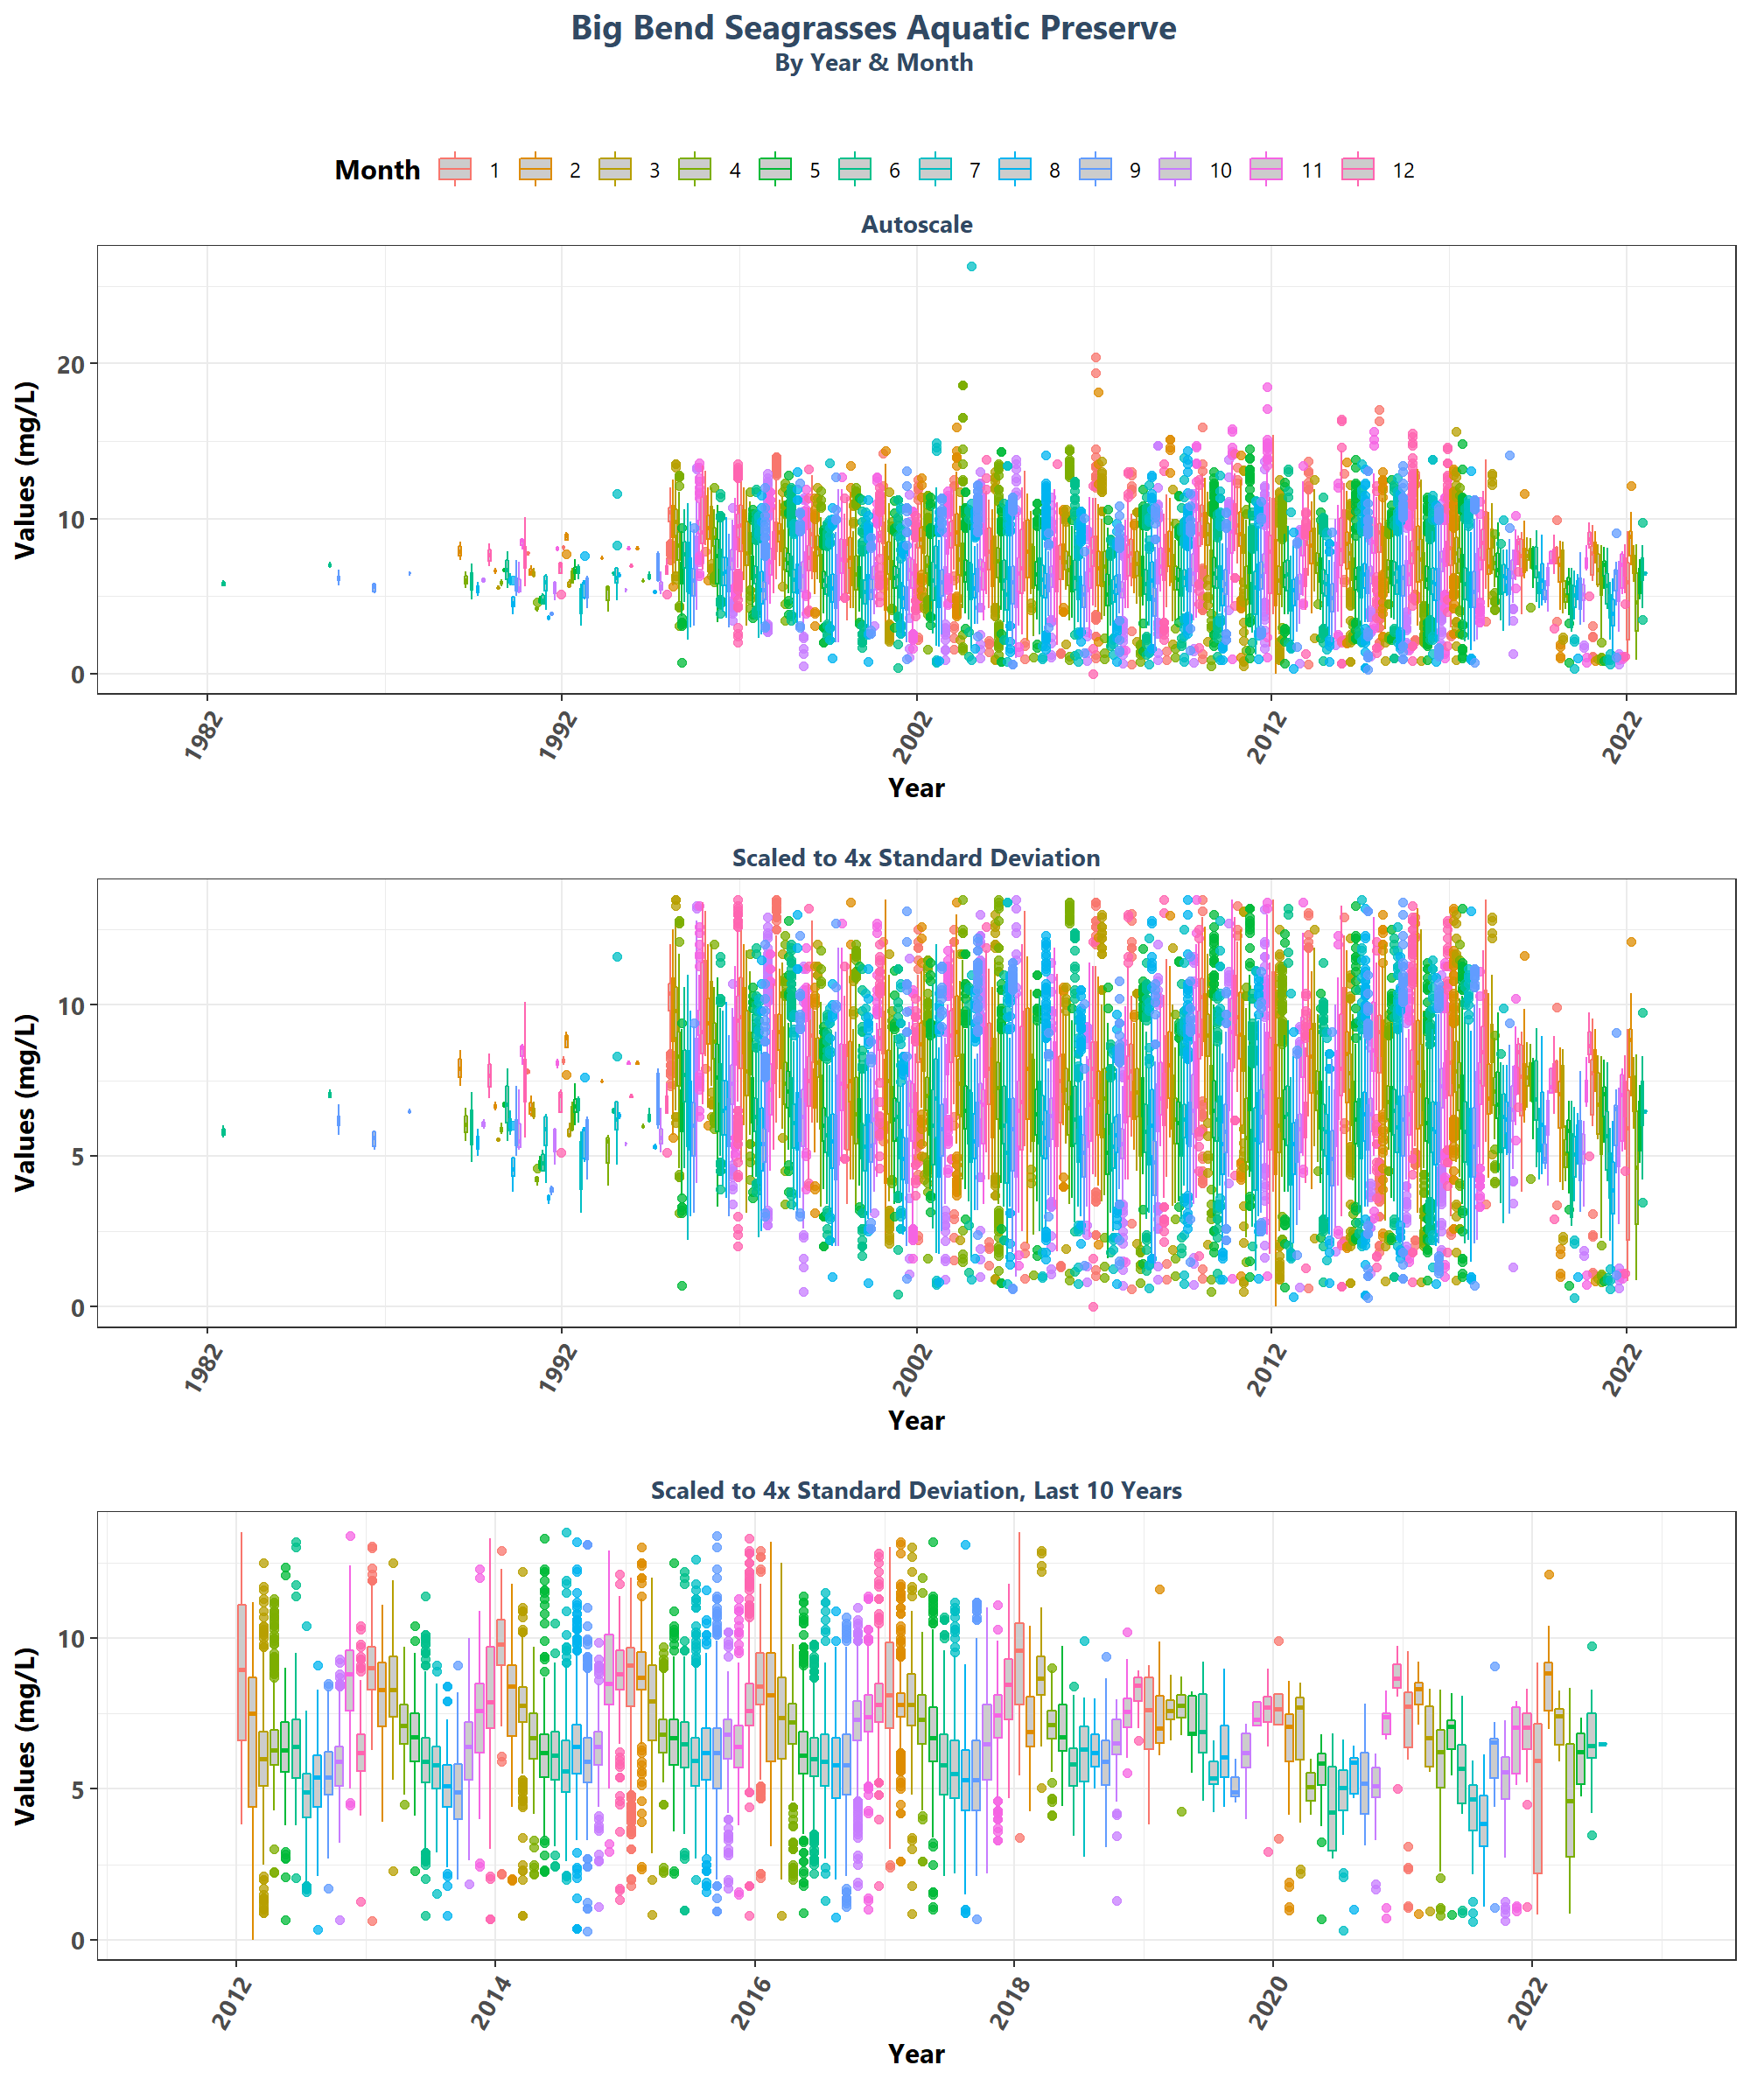 Big Bend Seagrasses Aquatic Preserve
By Year & Month
Month 1 2 3 4 5 6 7 8 9 10 11 12
Autoscale
Values (mg/L)
20
10
0
1982 1992 2002 2012 2022
Year
Scaled to 4x Standard Deviation
Values (mg/L)
10
5
0
1982 1992 2002 2012 2022
Year
Scaled to 4x Standard Deviation, Last 10 Years
Values (mg/L)
10
5
0
2012 2014 2016 2018 2020 2022
Year